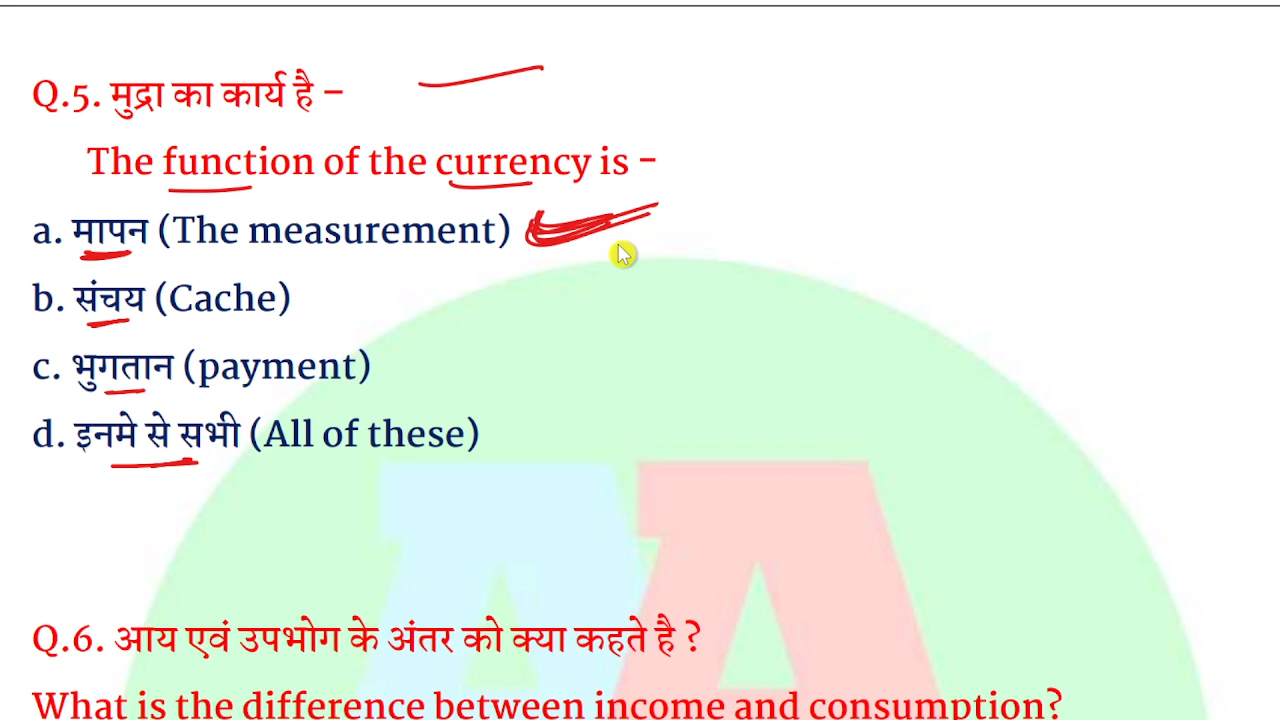 Q.5. मुद्रा का कार्य है –
The function of the currency is –
a. मापन (The measurement)
b. संचय (Cache)
c. भुगतान (payment)
d. इनमे से सभी (All of these)
AA
Q.6. आय एवं उपभोग के अंतर को क्या कहते है ?
What is the difference between income and consumption?